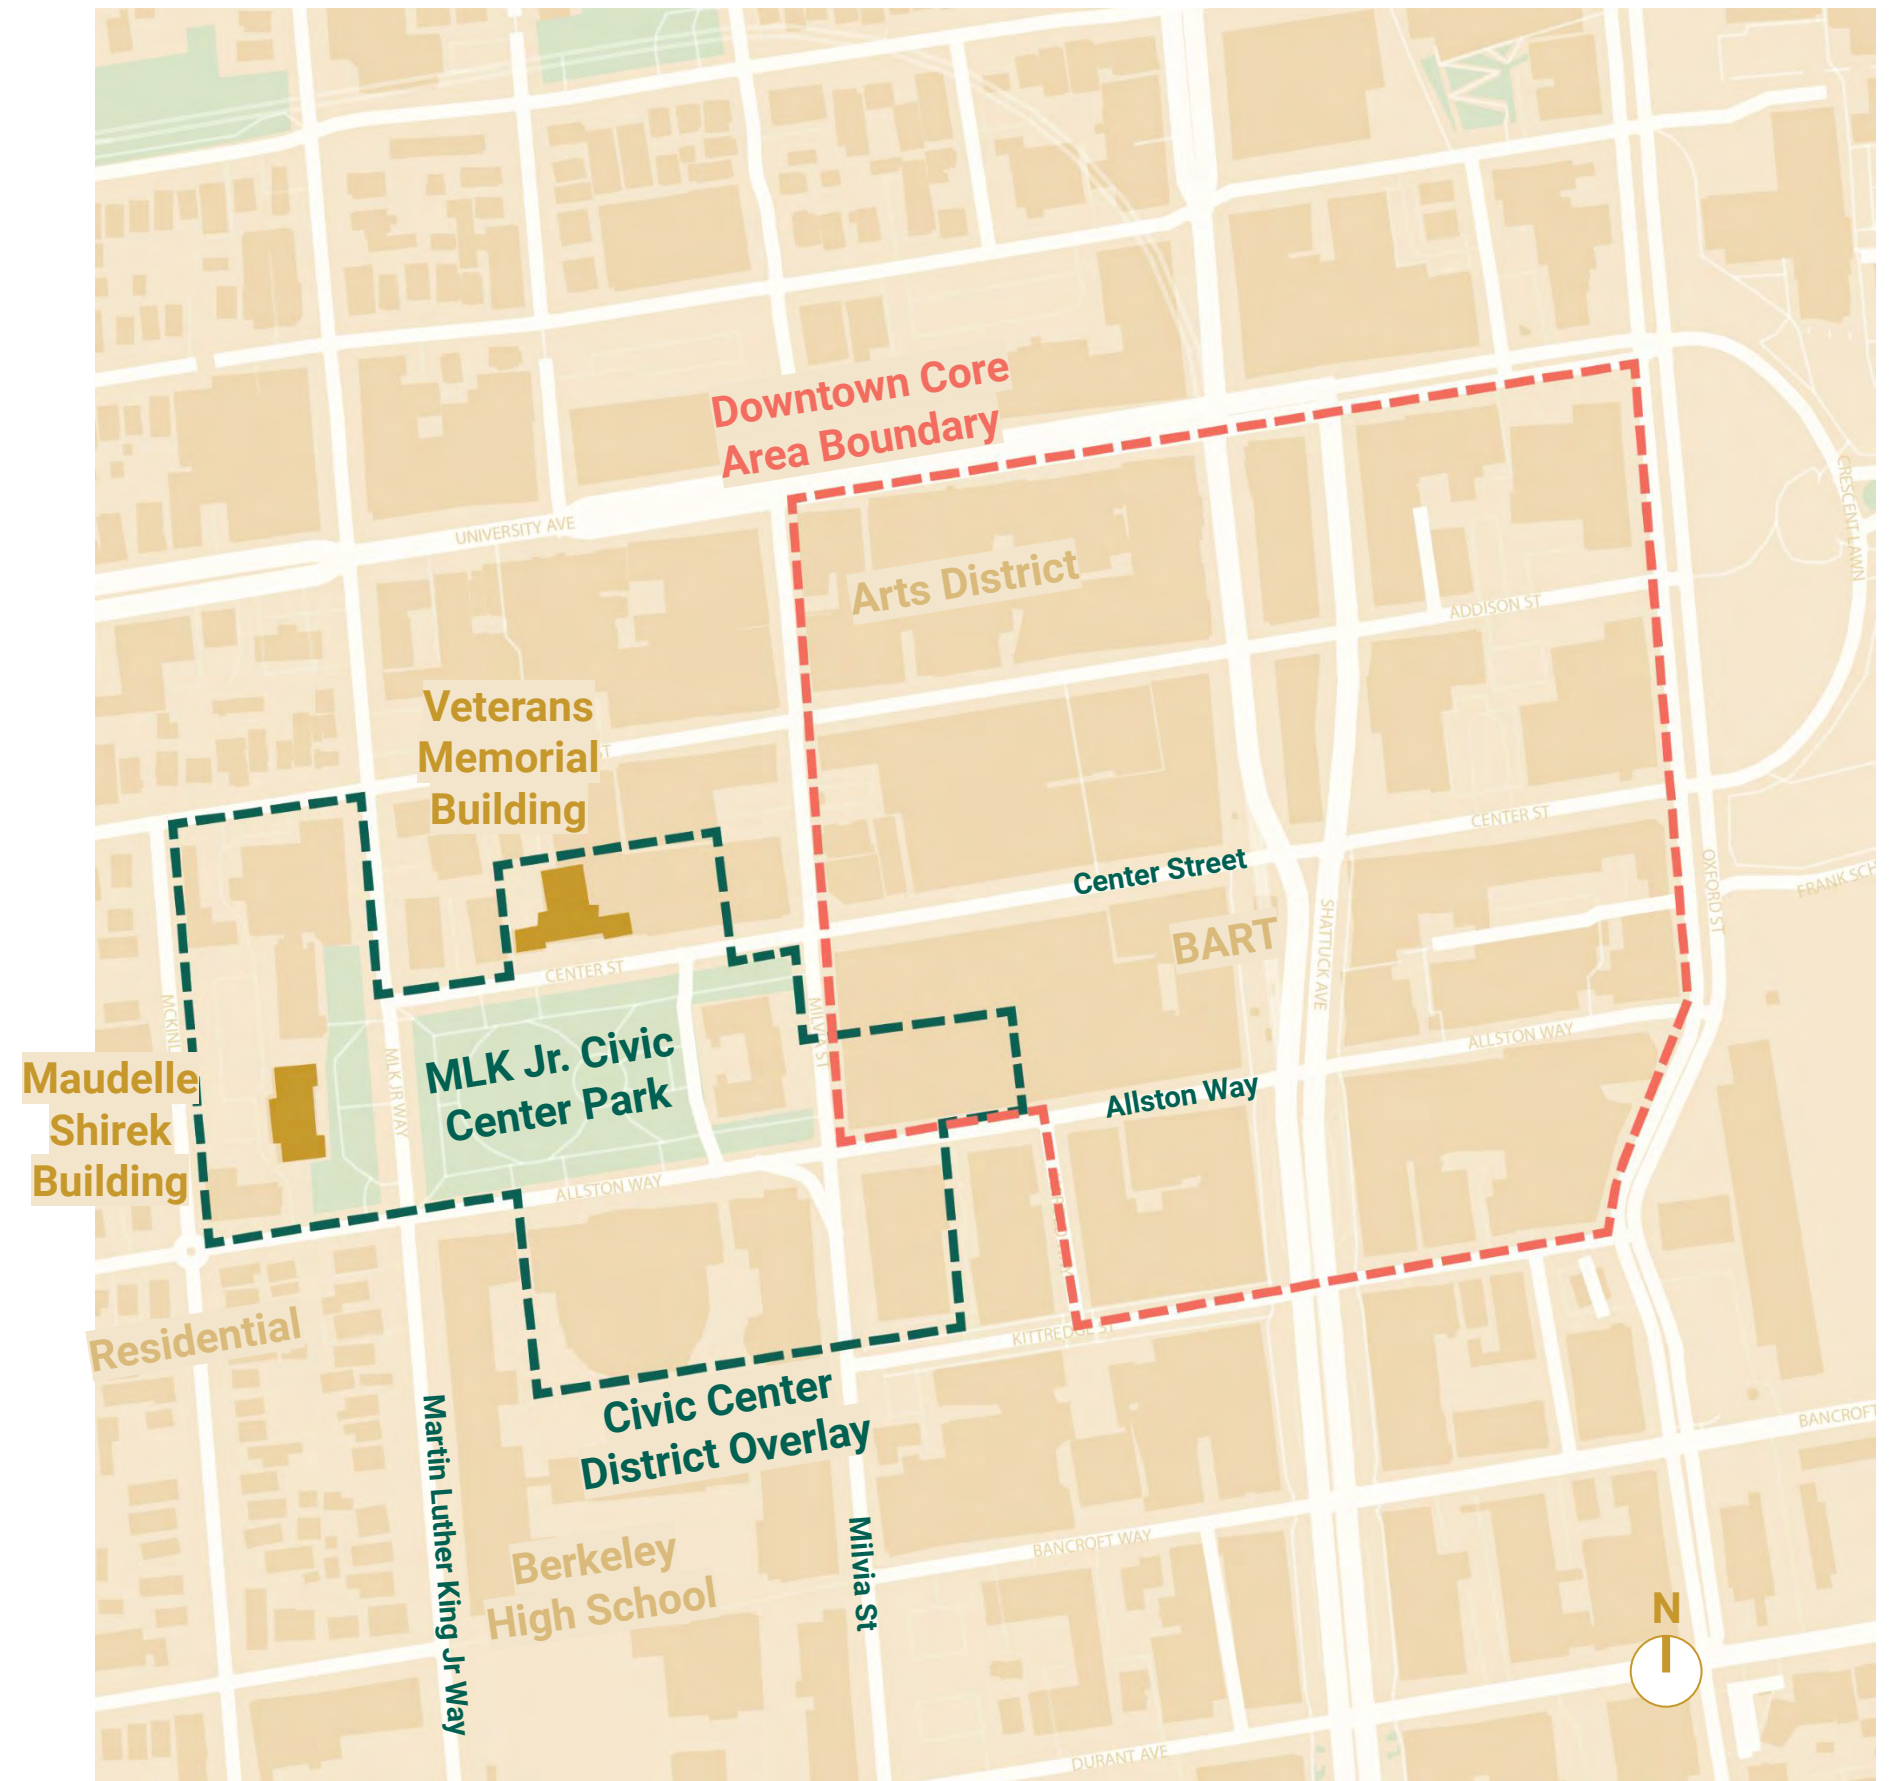 Downtown Core
Area Boundary
UNIVERSITY AVE
CRESCENT LAWN
Arts District
ADDISON ST
Veterans
Memorial
Building
ST
CENTER ST
Center Street
OXFORD ST
FRANK SCH
BART
SHATTUCK AVE
CENTER ST
MCKINL
MILVIA ST
MLK JR WAY
MLK Jr. Civic
Center Park
ALLSTON WAY
Maudelle
Shirek
Building
Allston Way
ALLSTON WAY
Residential
KITTREDGE ST
Civic Center
District Overlay
Martin Luther King Jr Way
BANCROFT
Milvia St
BANCROFT WAY
Berkeley
High School
N
DURANT AVE